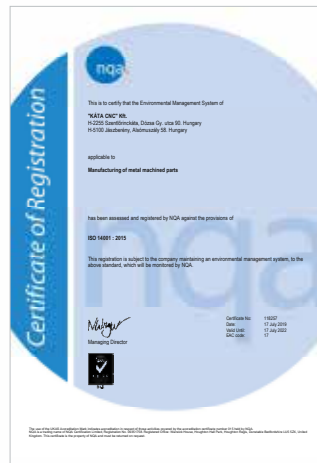 nqa.
Certificate of Registration
This is to certify that the Environmental Management System of
"KÁTA CNC" Kft.
H-2255 Szentlőrinckáta, Dózsa Gy. utca 90. Hungary
H-5100 Jászberény, Alsómuszály 58. Hungary
applicable to
Manufacturing of metal machined parts
has been assessed and registered by NQA against the provisions of
ISO 14001 : 2015
This registration is subject to the company maintaining an environmental management system, to the
above standard, which will be monitored by NQA.
Managing Director
Certificate No:
Date: 17 July 2019
Valid Until: 17 July 2022
EAC code: 17
nqa